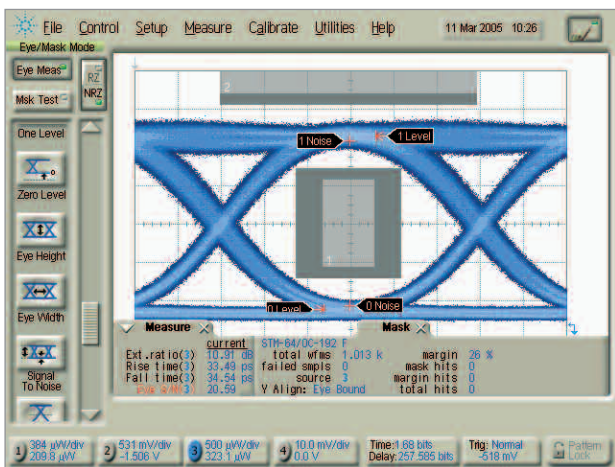 File Control Setup Measure Calibrate Utilities Help 11 Mar 2005 10:26
Eye/Mask Mode
Eye Meas
RZ
NRZ
Msk Test
2
One Level
1 Noise
1 Level
Zero Level
Eye Height
1
Eye Width
0 Level
0 Noise
Measure
Mask
current
Ext.ratio(3) 10.91 dB
Rise time(3) 33.49 ps
Fall time(3) 34.54 ps
20.59
STM-64/OC-192 F
total wfms 1.013 k margin 26 %
failed smpls 0 mask hits 0
source 3 margin hits 0
Y Align: Eye Bound total hits 0
Signal
To Noise
1) 384 µW/div
209.8 µW
2) 531 mV/div
-1.506 V
3) 500 µW/div
323.1 µW
4) 10.0 mV/div
0.0 V
Time:1.68 bits
Delay:257.585 bits
Trig: Normal
-518 mV
Pattern
Lock